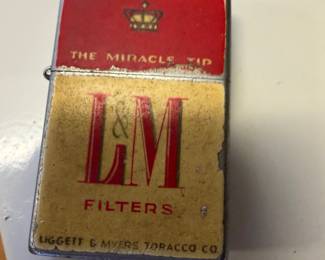 THE MIRACLE TIP
L&M
FILTERS
LIGGETT & MYERS TOBACCO CO